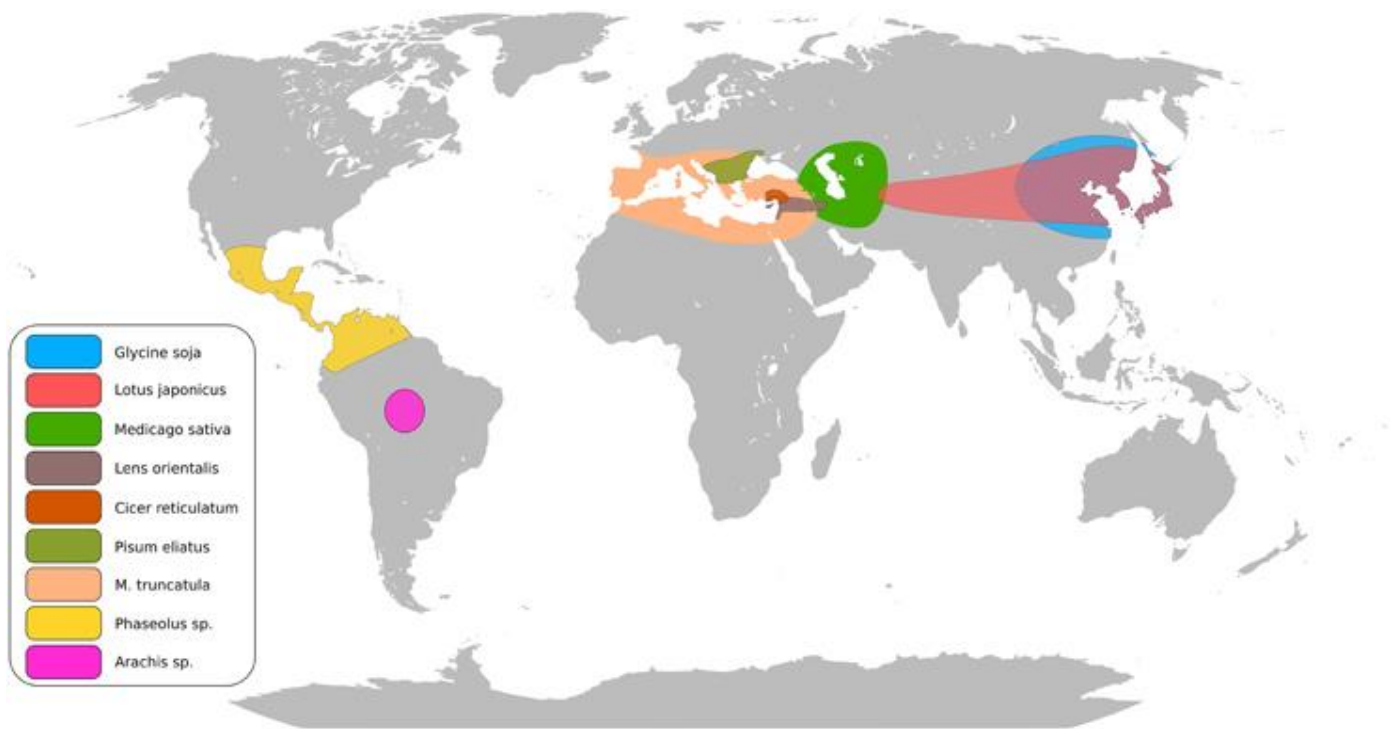 Glycine soja
Lotus japonicus
Medicago sativa
Lens orientalis
Cicer reticulatum
Pisum eliatus
M. truncatula
Phaseolus sp.
Arachis sp.